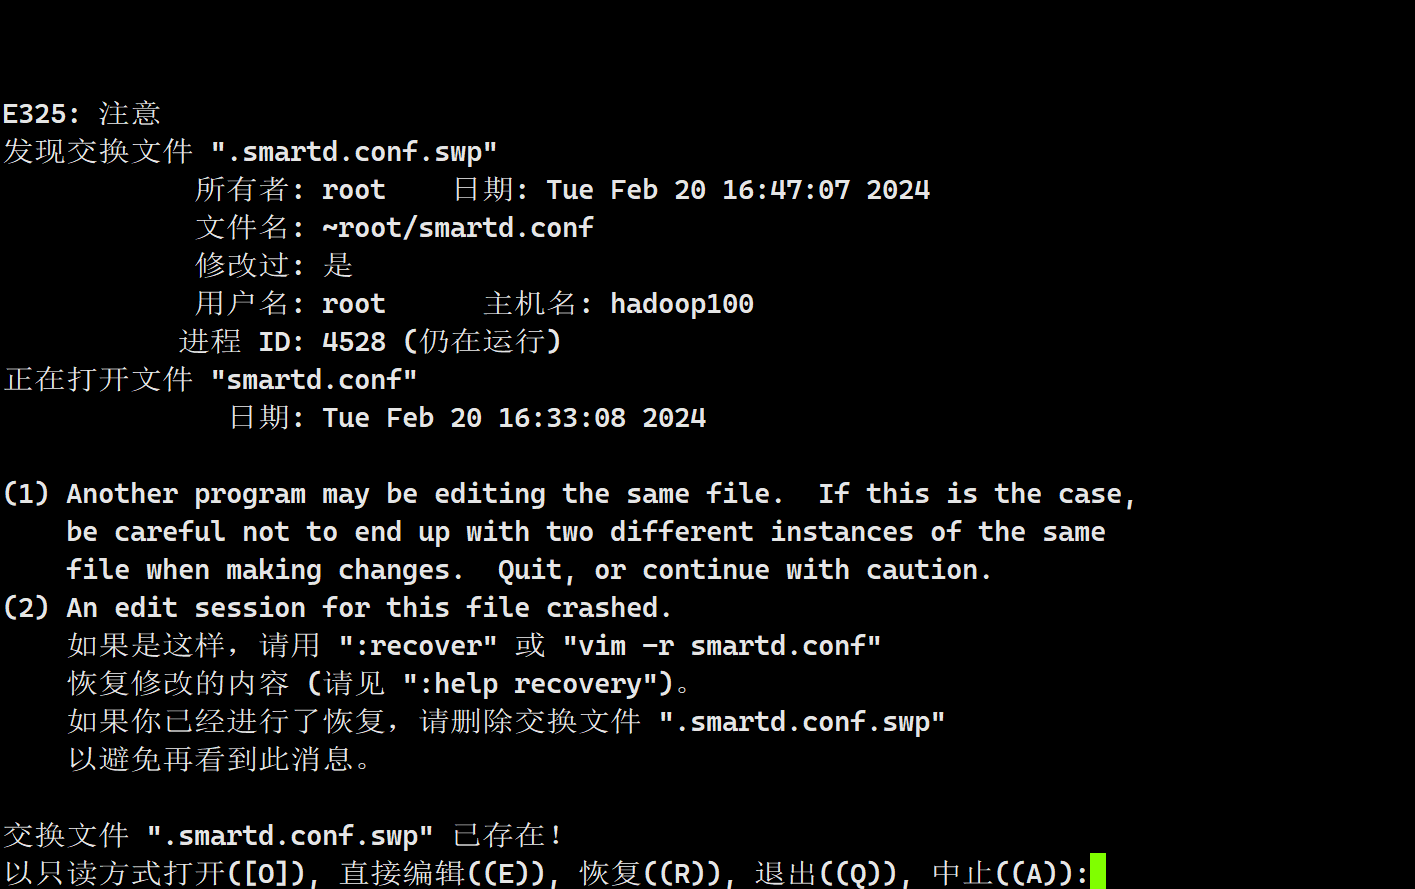 E325: 注意
发现交换文件 ".smartd.conf.swp"
所有者: root    日期: Tue Feb 20 16:47:07 2024
文件名: ~root/smartd.conf
修改过: 是
用户名: root      主机名: hadoop100
进程 ID: 4528 (仍在运行)
正在打开文件 "smartd.conf"
日期: Tue Feb 20 16:33:08 2024
(1) Another program may be editing the same file.  If this is the case,
be careful not to end up with two different instances of the same
file when making changes.  Quit, or continue with caution.
(2) An edit session for this file crashed.
如果是这样，请用 ":recover" 或 "vim -r smartd.conf"
恢复修改的内容 (请见 ":help recovery")。
如果你已经进行了恢复，请删除交换文件 ".smartd.conf.swp"
以避免再看到此消息。
交换文件 ".smartd.conf.swp" 已存在！
以只读方式打开([O]), 直接编辑((E)), 恢复((R)), 退出((Q)), 中止((A)):